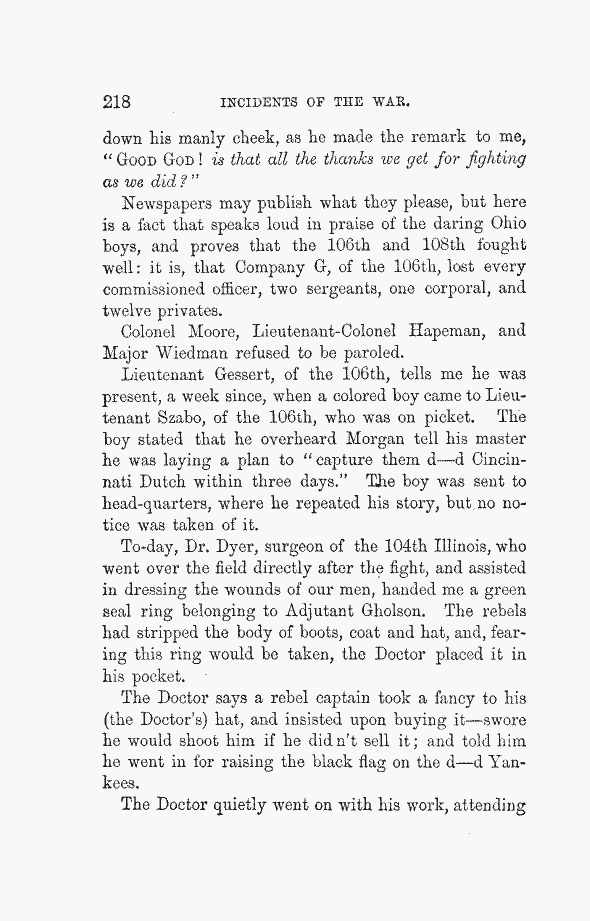 218 INCIDENTS OF THE WAR.
down his manly cheek, as he made the remark to me,
“ GOOD GOD ! is that all the thanks we get for fighting
as we did ? ”
Newspapers may publish what they please, but here
is a fact that speaks loud in praise of the daring Ohio
boys, and proves that the 106th and 108th fought
well: it is, that Company G, of the 106th, lost every
commissioned officer, two sergeants, one corporal, and
twelve privates.
Colonel Moore, Lieutenant-Colonel Hapeman, and
Major Wiedman refused to be paroled.
Lieutenant Gessert, of the 106th, tells me he was
present, a week since, when a colored boy came to Lieu-
tenant Szabo, of the 106th, who was on picket. The
boy stated that he overheard Morgan tell his master
he was laying a plan to “ capture them d—d Cincin-
nati Dutch within three days.” The boy was sent to
head-quarters, where he repeated his story, but no no-
tice was taken of it.
To-day, Dr. Dyer, surgeon of the 104th Illinois, who
went over the field directly after the fight, and assisted
in dressing the wounds of our men, handed me a green
seal ring belonging to Adjutant Gholson. The rebels
had stripped the body of boots, coat and hat, and, fear-
ing this ring would be taken, the Doctor placed it in
his pocket.
The Doctor says a rebel captain took a fancy to his
(the Doctor's) hat, and insisted upon buying it—swore
he would shoot him if he didn't sell it; and told him
he went in for raising the black flag on the d—d Yan-
kees.
The Doctor quietly went on with his work, attending